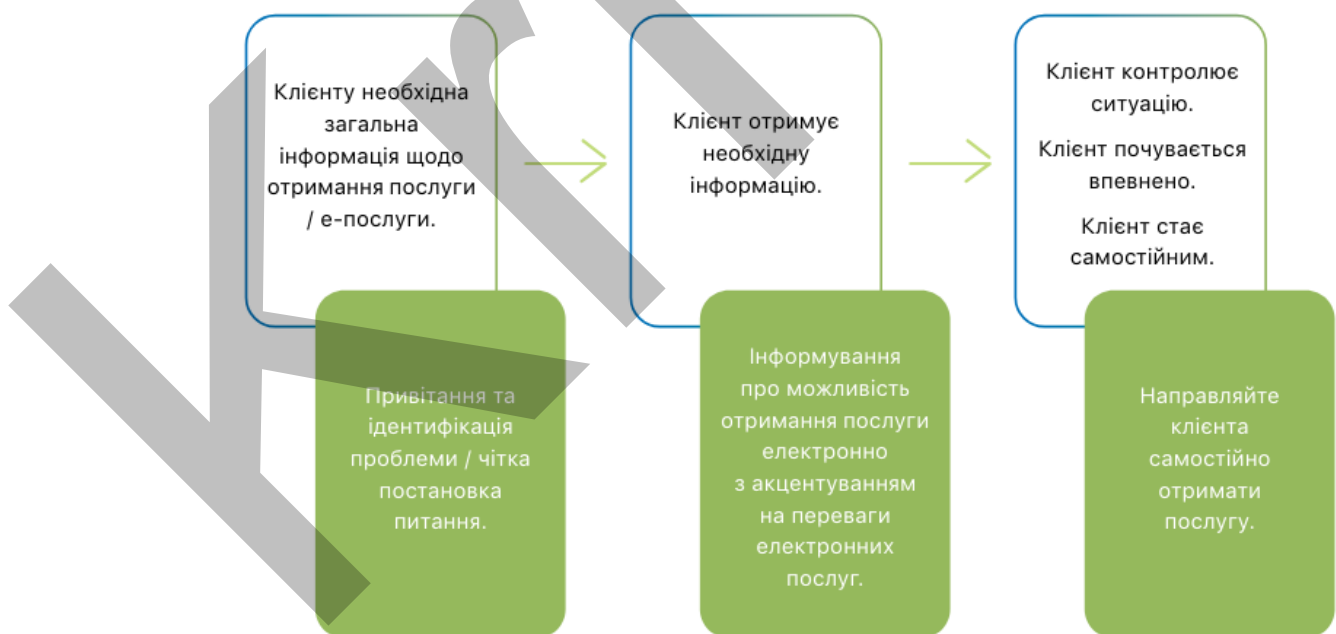 Клієнту необхідна
загальна
інформація щодо
отримання послуги
/ е-послуги.
Привітання та
ідентифікація
проблеми / чітка
постановка
питання.
Клієнт отримує
необхідну
інформацію.
Інформування
про можливість
отримання послуги
електронно
з акцентуванням
на переваги
електронних
послуг.
Клієнт контролює
ситуацію.
Клієнт почувається
впевнено.
Клієнт стає
самостійним.
Направляйте
клієнта
самостійно
отримати
послугу.